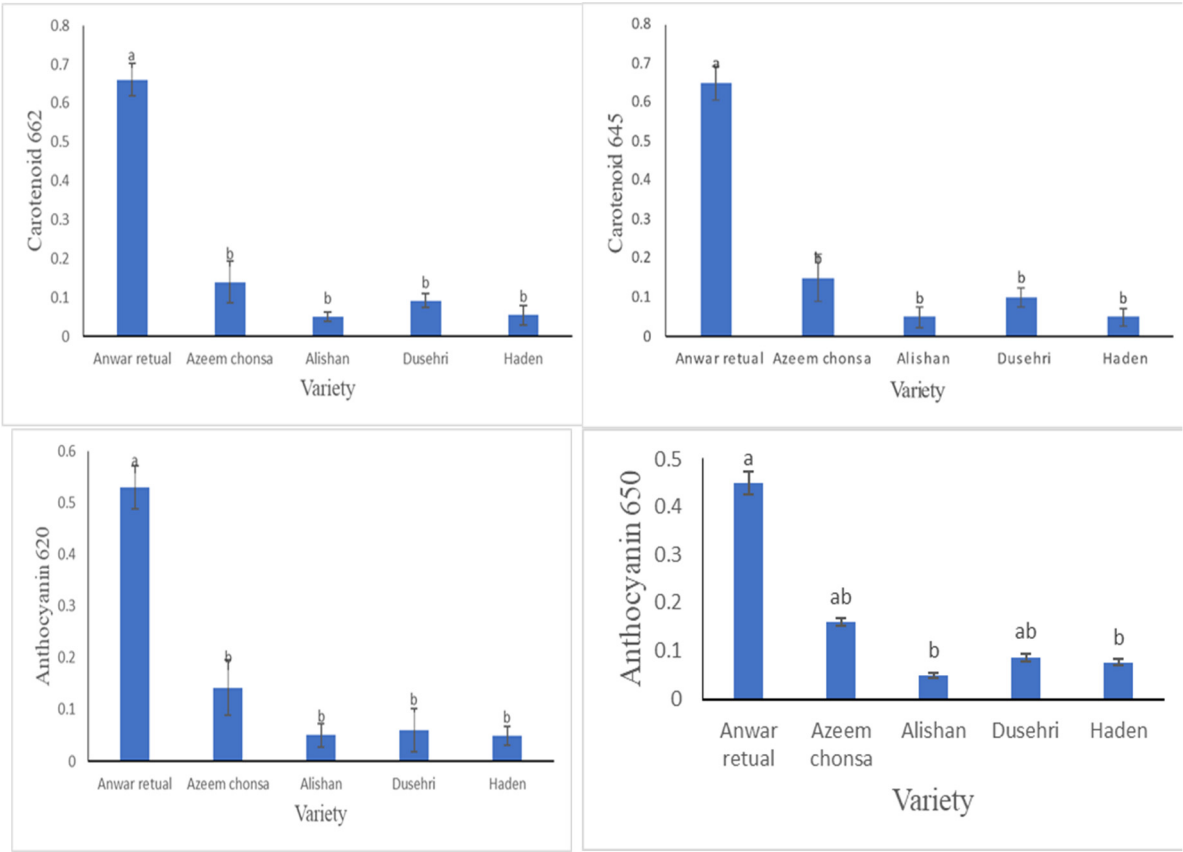 0.8
0.7
0.6
0.5
0.4
0.3
0.2
0.1
0
Carotenoid 662
a
b
b
b
b
Anwar retual Azeem chonsa Alishan Dusehri Haden
Variety
0.8
0.7
0.6
0.5
0.4
0.3
0.2
0.1
0
Carotenoid 645
a
b
b
b
b
Anwar retual Azeem chonsa Alishan Dusehri Haden
Variety
0.6
0.5
0.4
0.3
0.2
0.1
0
Anthocyanin 620
a
b
b
b
b
Anwar retual Azeem chonsa Alishan Dusehri Haden
Variety
0.5
0.4
0.3
0.2
0.1
0
Anthocyanin 650
a
ab
b
ab
b
Anwar Azeem Alishan Dusehri Haden
retual chonsa
Variety